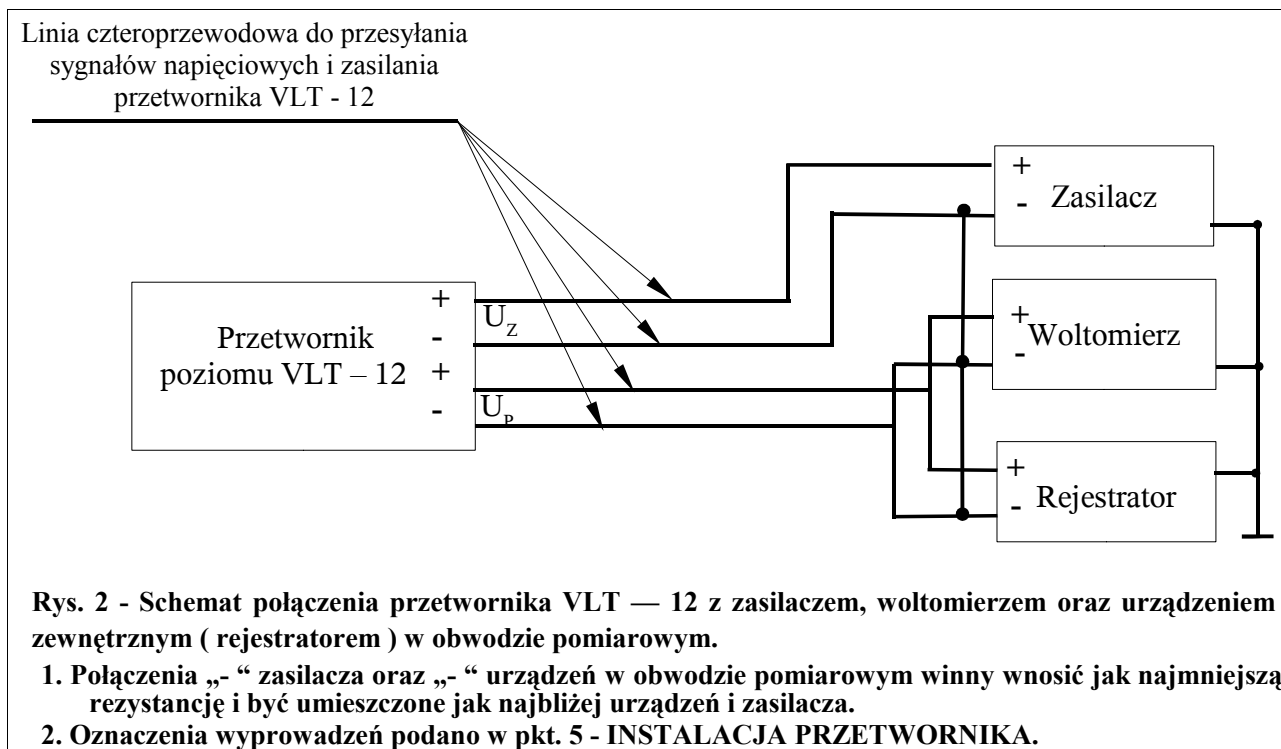 Linia czteroprzewodowa do przesyłania
sygnałów napięciowych i zasilania
przetwornika VLT - 12
+
-
Zasilacz
Przetwornik
poziomu VLT – 12
+
-
+
-
U_Z
U_P
+
-
Woltomierz
+
-
Rejestrator
Rys. 2 - Schemat połączenia przetwornika VLT — 12 z zasilaczem, woltomierzem oraz urządzeniem
zewnętrznym ( rejestratorem ) w obwodzie pomiarowym.
1. Połączenia „- “ zasilacza oraz „- “ urządzeń w obwodzie pomiarowym winny wnosić jak najmniejszą
rezystancję i być umieszczone jak najbliżej urządzeń i zasilacza.
2. Oznaczenia wyprowadzeń podano w pkt. 5 - INSTALACJA PRZETWORNIKA.